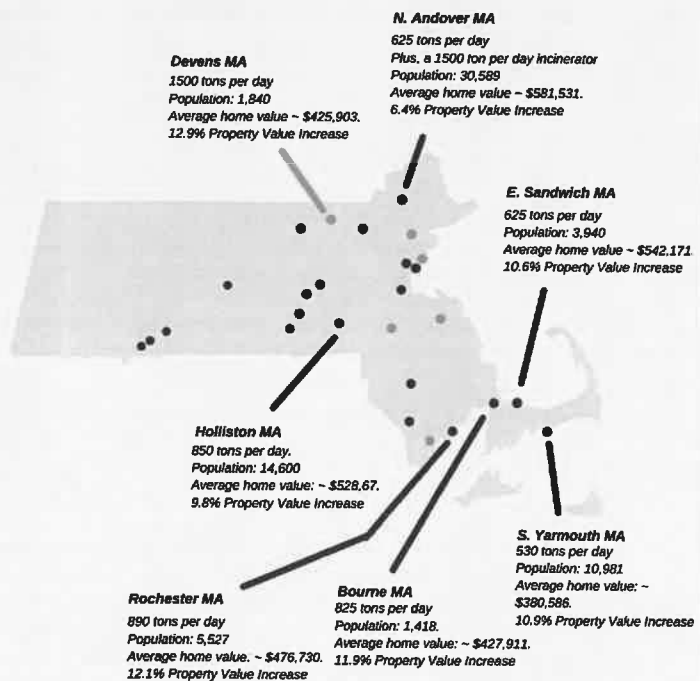 N. Andover MA
625 tons per day
Plus, a 1500 ton per day incinerator
Population: 30,589
Average home value ~ $581,531.
6.4% Property Value Increase
Devens MA
1500 tons per day
Population: 1,840
Average home value ~ $425,903.
12.9% Property Value Increase
E. Sandwich MA
625 tons per day
Population: 3,940
Average home value ~ $542,171.
10.6% Property Value Increase
Holliston MA
850 tons per day.
Population: 14,600
Average home value: ~ $528,67.
9.8% Property Value Increase
S. Yarmouth MA
530 tons per day
Population: 10,981
Average home value: ~
$380,586.
10.9% Property Value Increase
Rochester MA
890 tons per day
Population: 5,527
Average home value. ~ $476,730.
12.1% Property Value Increase
Bourne MA
825 tons per day
Population: 1,418.
Average home value: ~ $427,911.
11.9% Property Value Increase